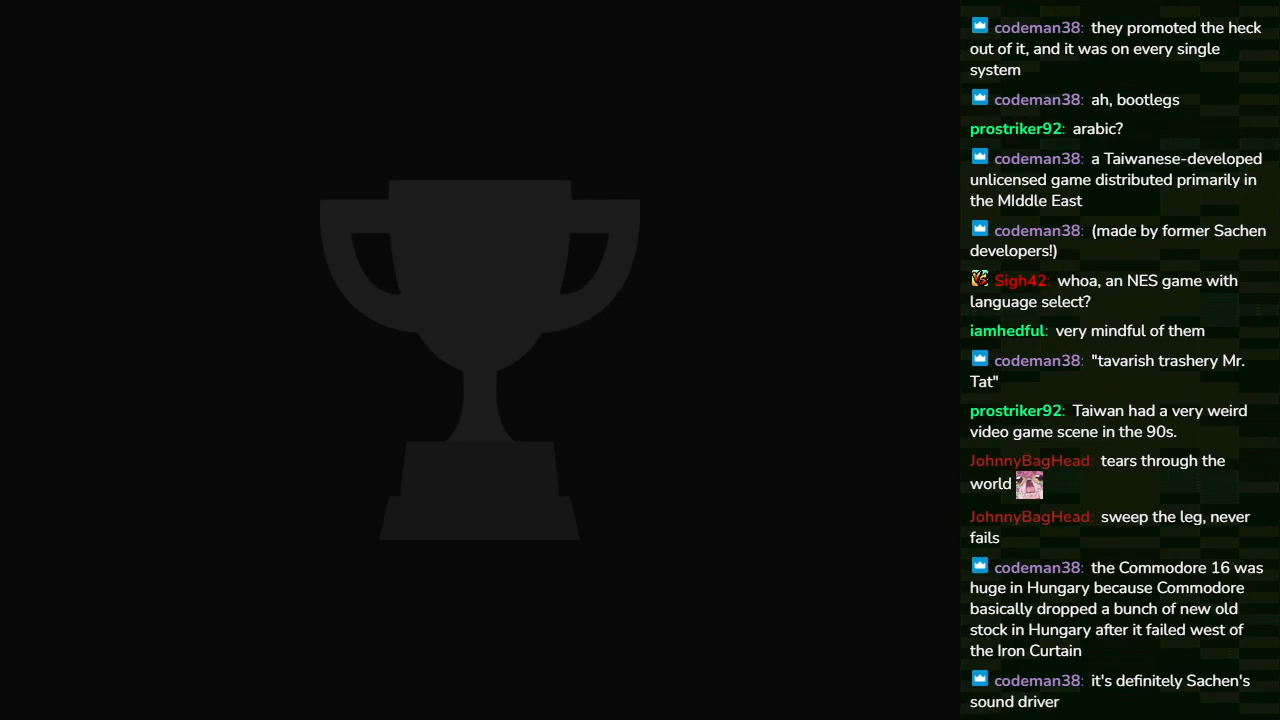 codeman38: they promoted the heck
out of it, and it was on every single
system
codeman38: ah, bootlegs
prostriker92: arabic?
codeman38: a Taiwanese-developed
unlicensed game distributed primarily in
the MIddle East
codeman38: (made by former Sachen
developers!)
Sigh42: whoa, an NES game with
language select?
iamhedful: very mindful of them
codeman38: "tavarish trashery Mr.
Tat"
prostriker92: Taiwan had a very weird
video game scene in the 90s.
JohnnyBagHead: tears through the
world
JohnnyBagHead: sweep the leg, never
fails
codeman38: the Commodore 16 was
huge in Hungary because Commodore
basically dropped a bunch of new old
stock in Hungary after it failed west of
the Iron Curtain
codeman38: it's definitely Sachen's
sound driver